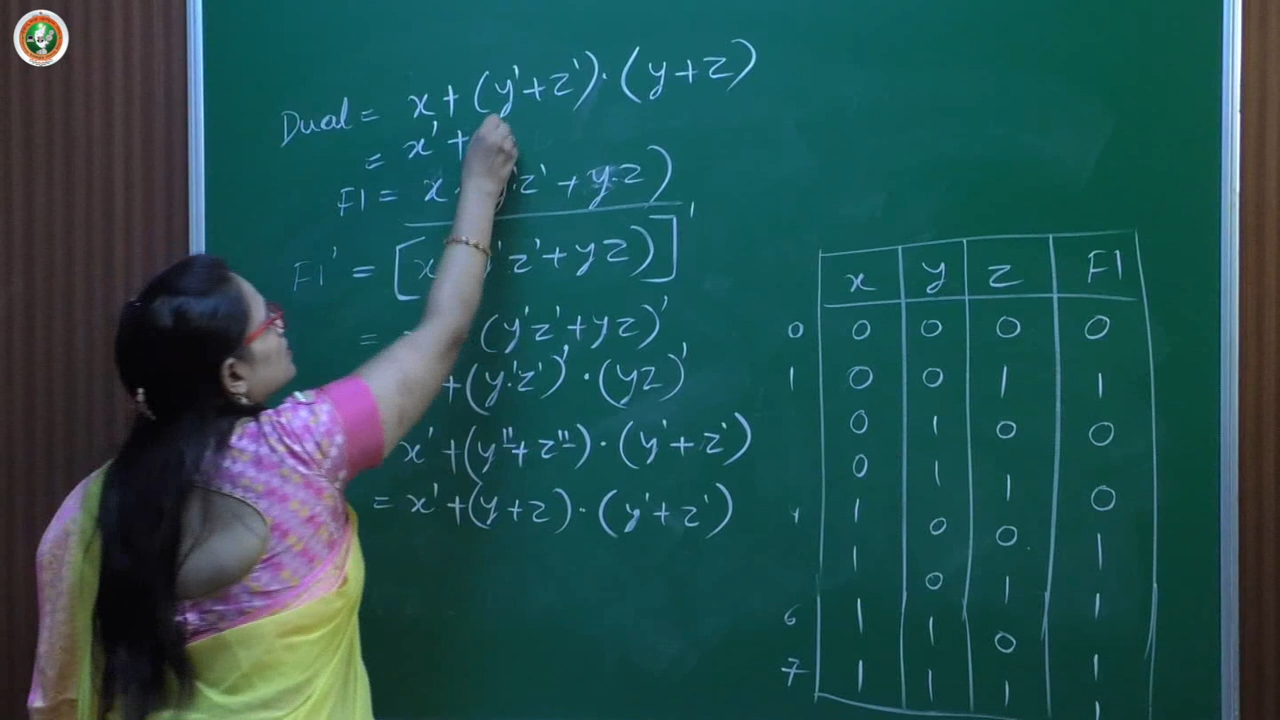 Dual = x + (y' + z') · (y + z)
= x' +
F1 = x · y'z' + y·z)
F1' = [x y'z' + yz)]'
= (y'z' + yz)'
+ (y'·z')' · (yz)'
x' + (y'' + z'') · (y' + z')
= x' + (y + z) · (y' + z')
x y z F1
0 0 0 0 0
1 0 0 1 1
0 1 0 0
0 1 1 0
1 0 0 1
1 0 1 1
6 1 1 0 1
7 1 1 1 1